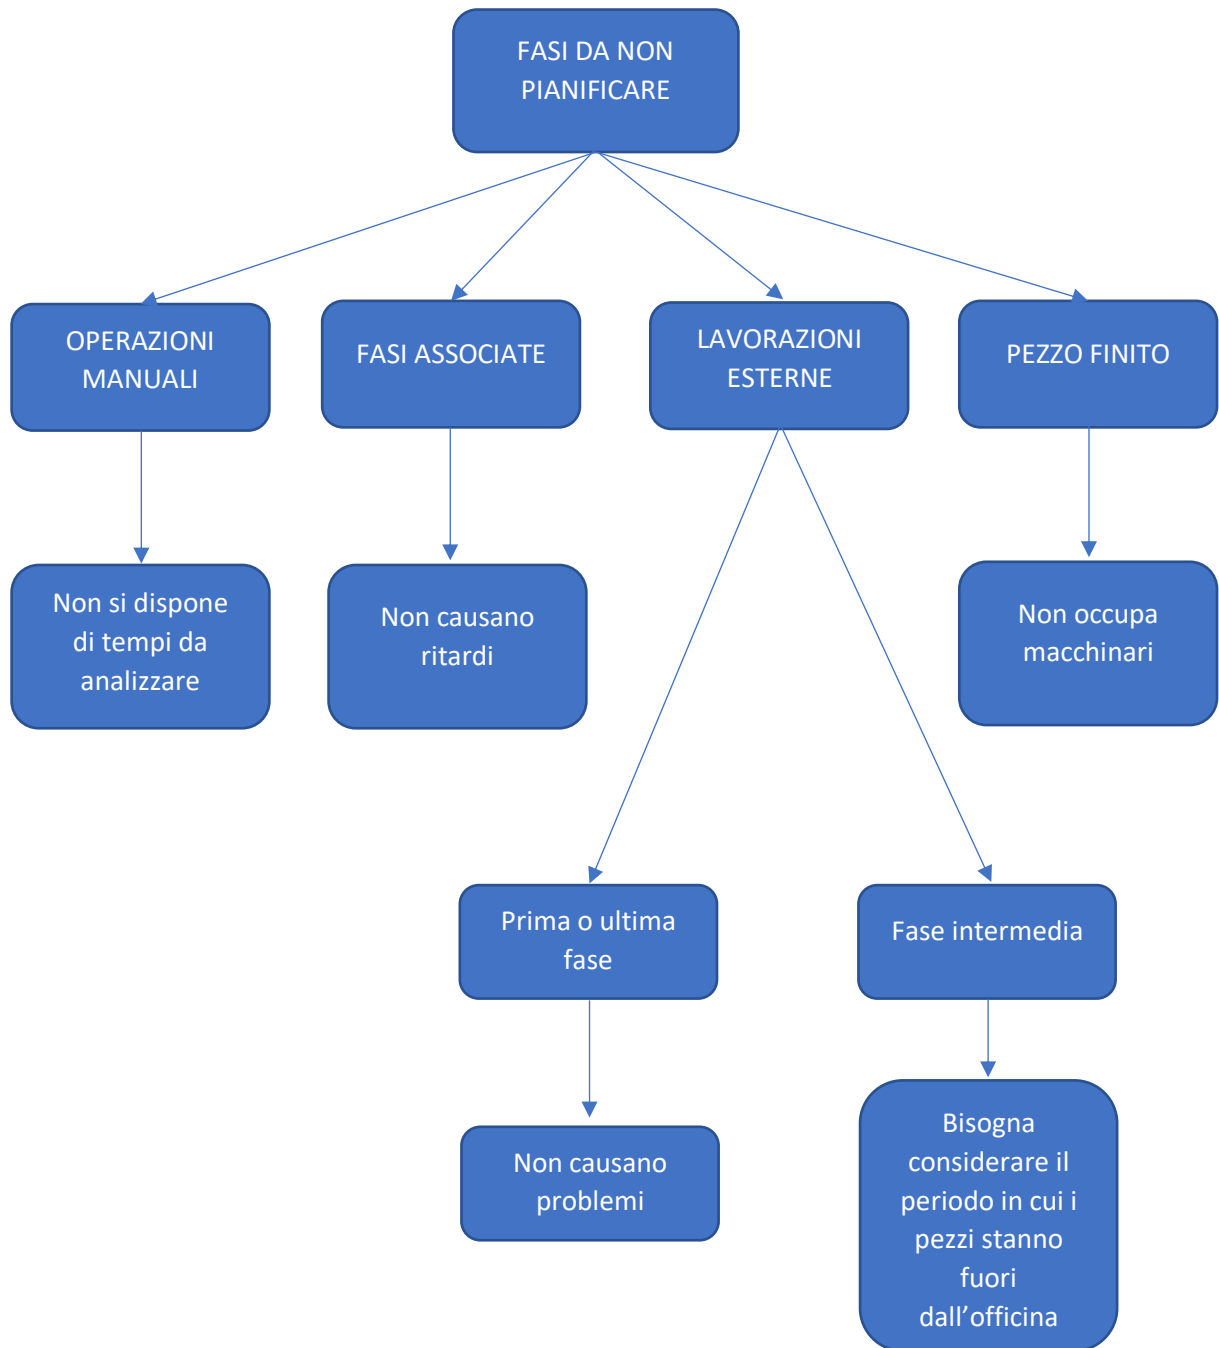 FASI DA NON
PIANIFICARE
OPERAZIONI
MANUALI
FASI ASSOCIATE
LAVORAZIONI
ESTERNE
PEZZO FINITO
Non si dispone
di tempi da
analizzare
Non causano
ritardi
Non occupa
macchinari
Prima o ultima
fase
Fase intermedia
Non causano
problemi
Bisogna
considerare il
periodo in cui i
pezzi stanno
fuori
dall’officina